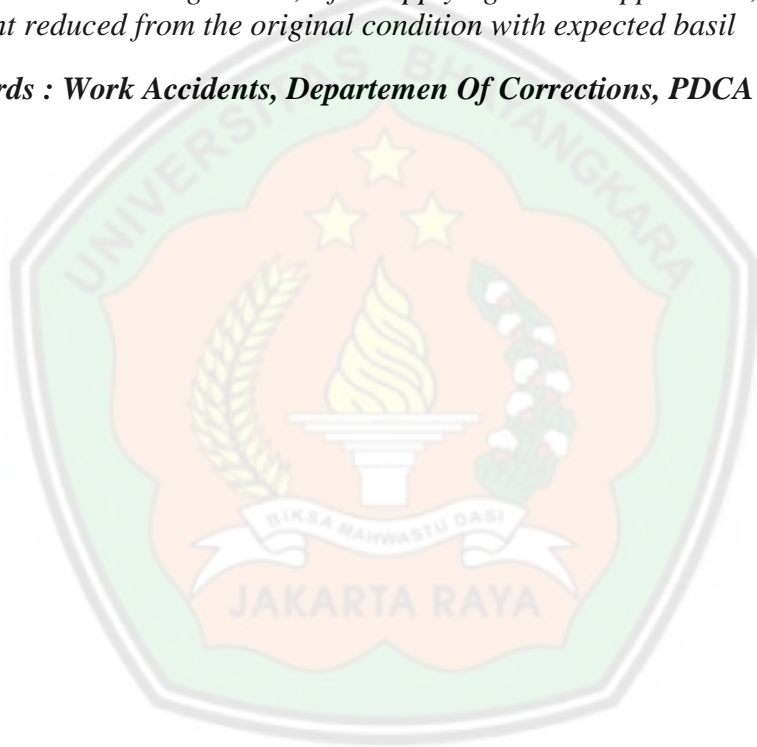 nt reduced from the original condition with expected basil
rds : Work Accidents, Departemen Of Corrections, PDCA
UNIVERSITAS BHAYANGKARA
BIKSA MAHWASTU DASI
JAKARTA RAYA